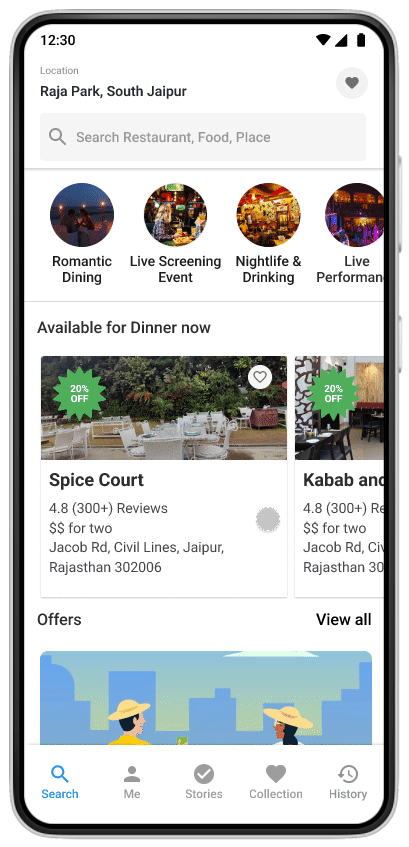 12:30
Location
Raja Park, South Jaipur
Search Restaurant, Food, Place
Romantic
Dining
Live Screening
Event
Nightlife &
Drinking
Live
Performan
Available for Dinner now
20%
OFF
20%
OFF
Spice Court
4.8 (300+) Reviews
$$ for two
Jacob Rd, Civil Lines, Jaipur,
Rajasthan 302006
Kabab and
4.8 (300+) Re
$$ for two
Jacob Rd, Civ
Rajasthan 30
Offers
View all
Search
Me
Stories
Collection
History